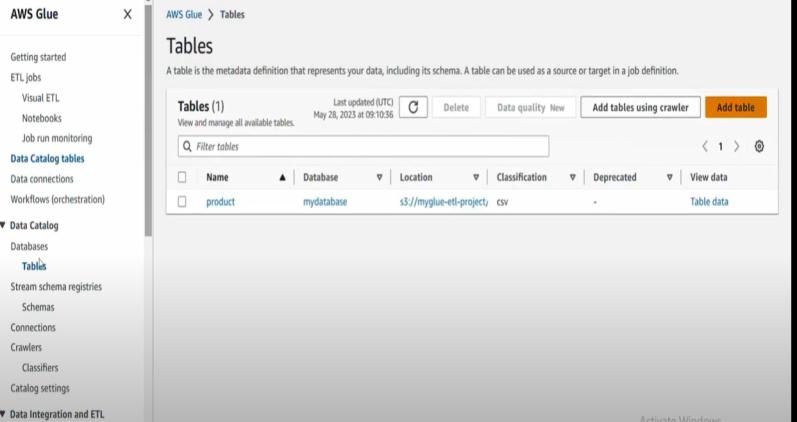 AWS Glue X
Getting started
ETL jobs
Visual ETL
Notebooks
Job run monitoring
Data Catalog tables
Data connections
Workflows (orchestration)
Data Catalog
Databases
Tables
Stream schema registries
Schemas
Connections
Crawlers
Classifiers
Catalog settings
Data Integration and ETL
AWS Glue > Tables
Tables
A table is the metadata definition that represents your data, including its schema. A table can be used as a source or target in a job definition.
Tables (1)
View and manage all available tables.
Last updated (UTC)
May 28, 2023 at 09:10:36
Delete
Data quality New
Add tables using crawler
Add table
Filter tables
1
Name Database Location Classification Deprecated View data
product mydatabase s3://myglue-etl-project/ csv - Table data
Activate Windows